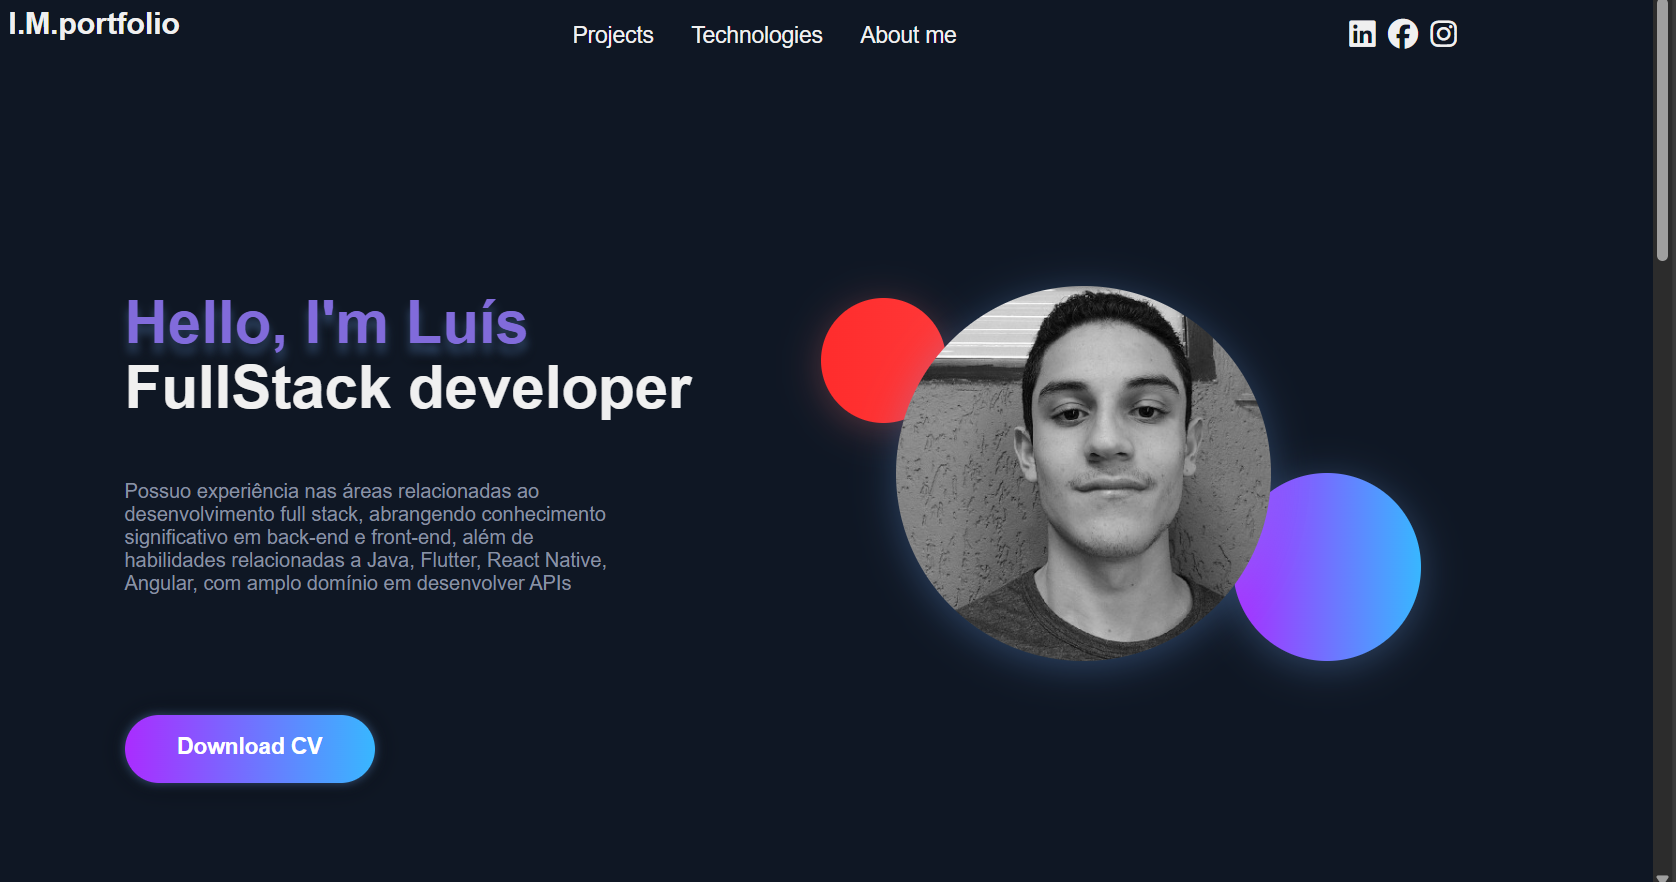 I.M.portfolio
Projects Technologies About me
Hello, I'm Luís
FullStack developer
Possuo experiência nas áreas relacionadas ao
desenvolvimento full stack, abrangendo conhecimento
significativo em back-end e front-end, além de
habilidades relacionadas a Java, Flutter, React Native,
Angular, com amplo domínio em desenvolver APIs
Download CV